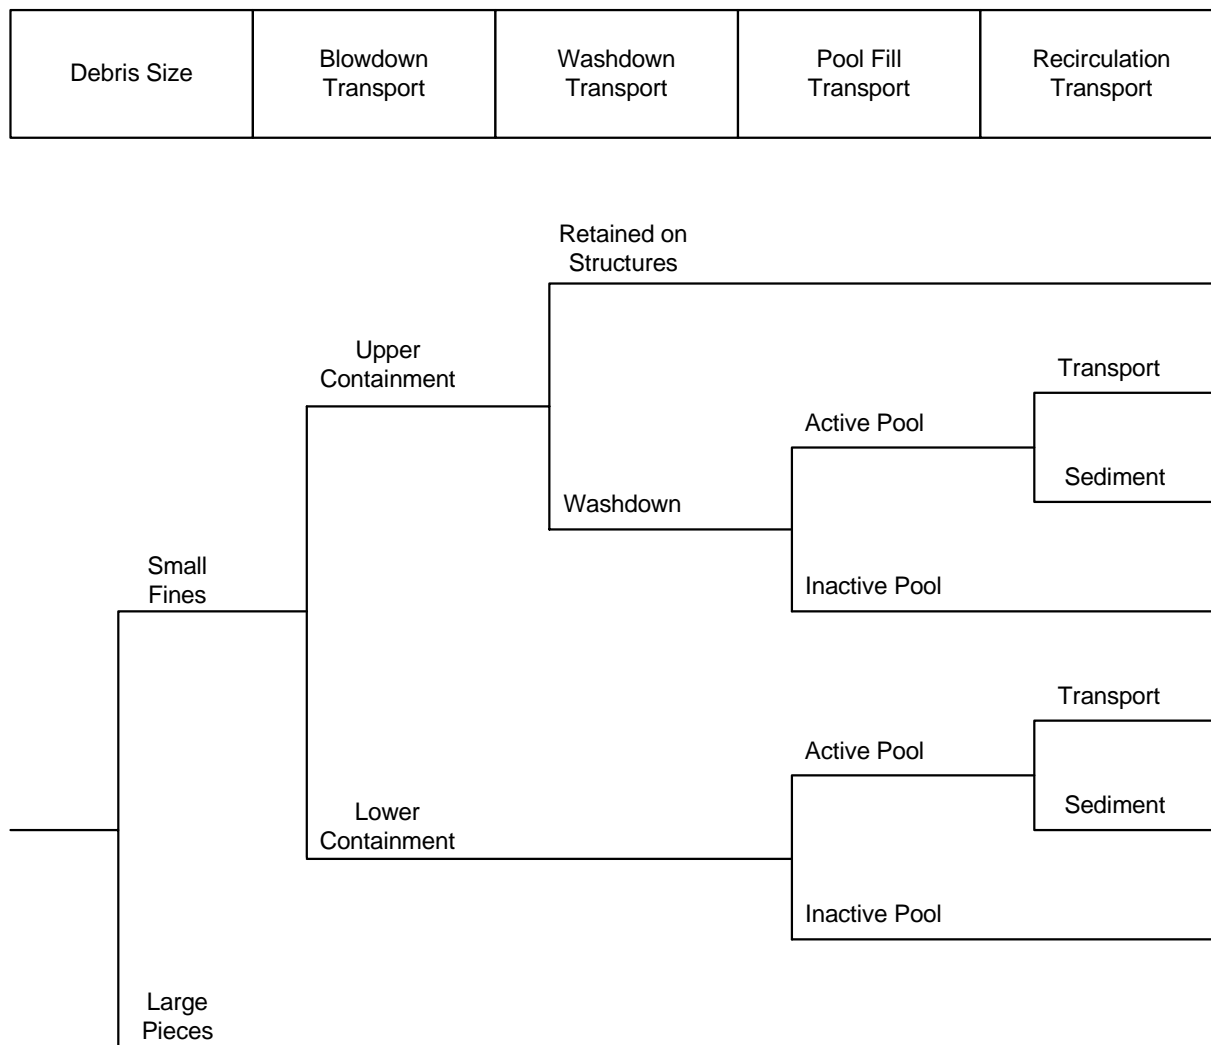 Debris Size
Blowdown
Transport
Washdown
Transport
Pool Fill
Transport
Recirculation
Transport
Retained on
Structures
Upper
Containment
Transport
Active Pool
Sediment
Washdown
Small
Fines
Inactive Pool
Transport
Active Pool
Sediment
Lower
Containment
Inactive Pool
Large
Pieces